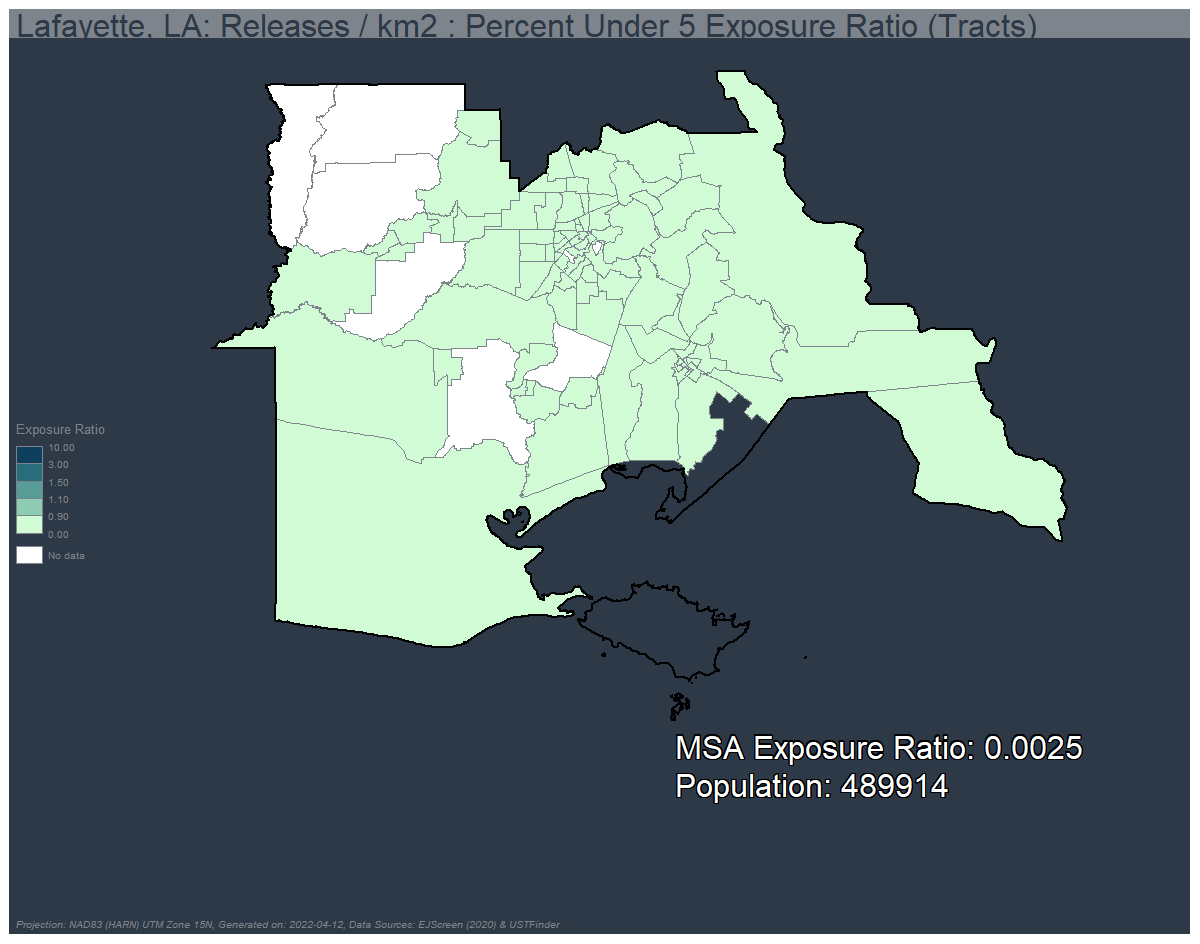 Lafayette, LA: Releases / km2 : Percent Under 5 Exposure Ratio (Tracts)
Exposure Ratio
10.00
3.00
1.50
1.10
0.90
0.00
No data
MSA Exposure Ratio: 0.0025
Population: 489914
Projection: NAD83 (HARN) UTM Zone 15N, Generated on: 2022-04-12, Data Sources: EJScreen (2020) & USTFinder